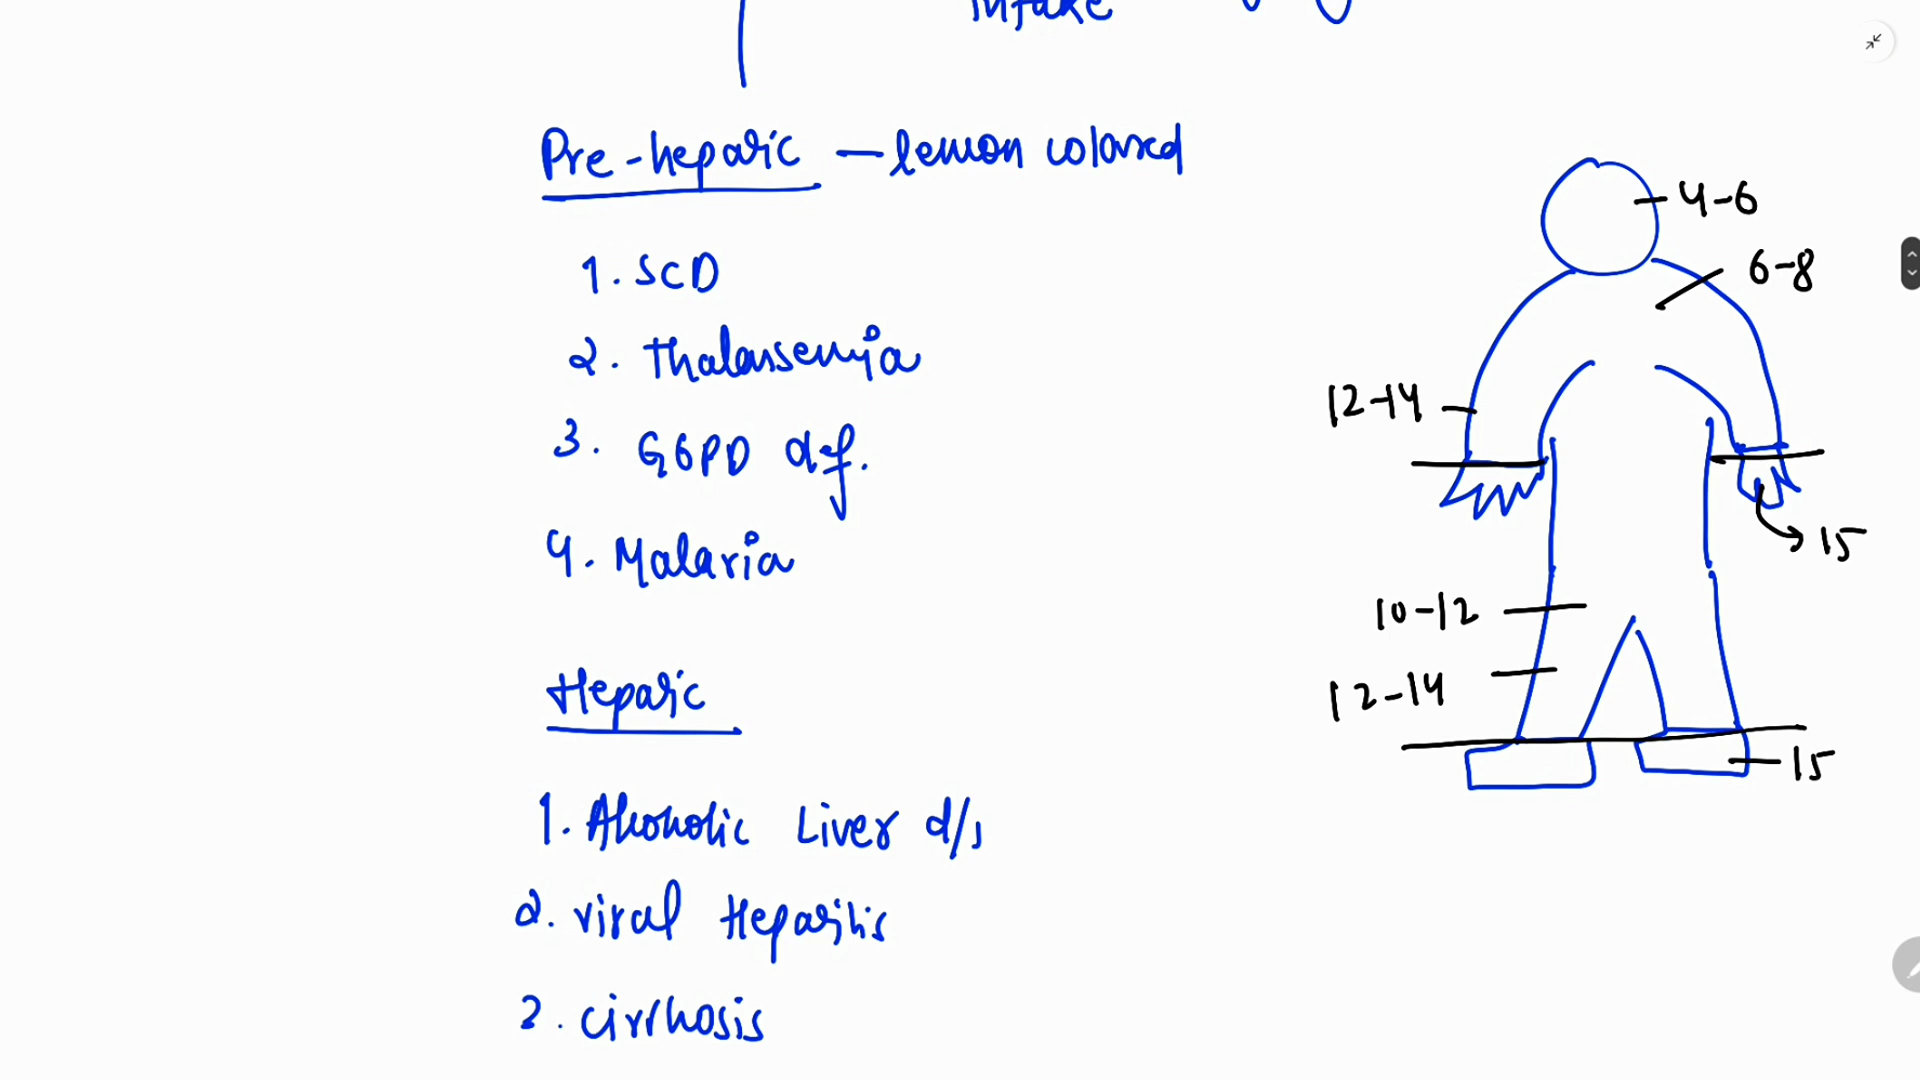 intake
Pre-hepatic — lemon colored
1. SCD
2. Thalassemia
3. G6PD def.
4. Malaria
Hepatic
1. Alcoholic Liver d/s
2. viral Hepatitis
3. cirrhosis
4-6
6-8
12-14
15
10-12
12-14
15